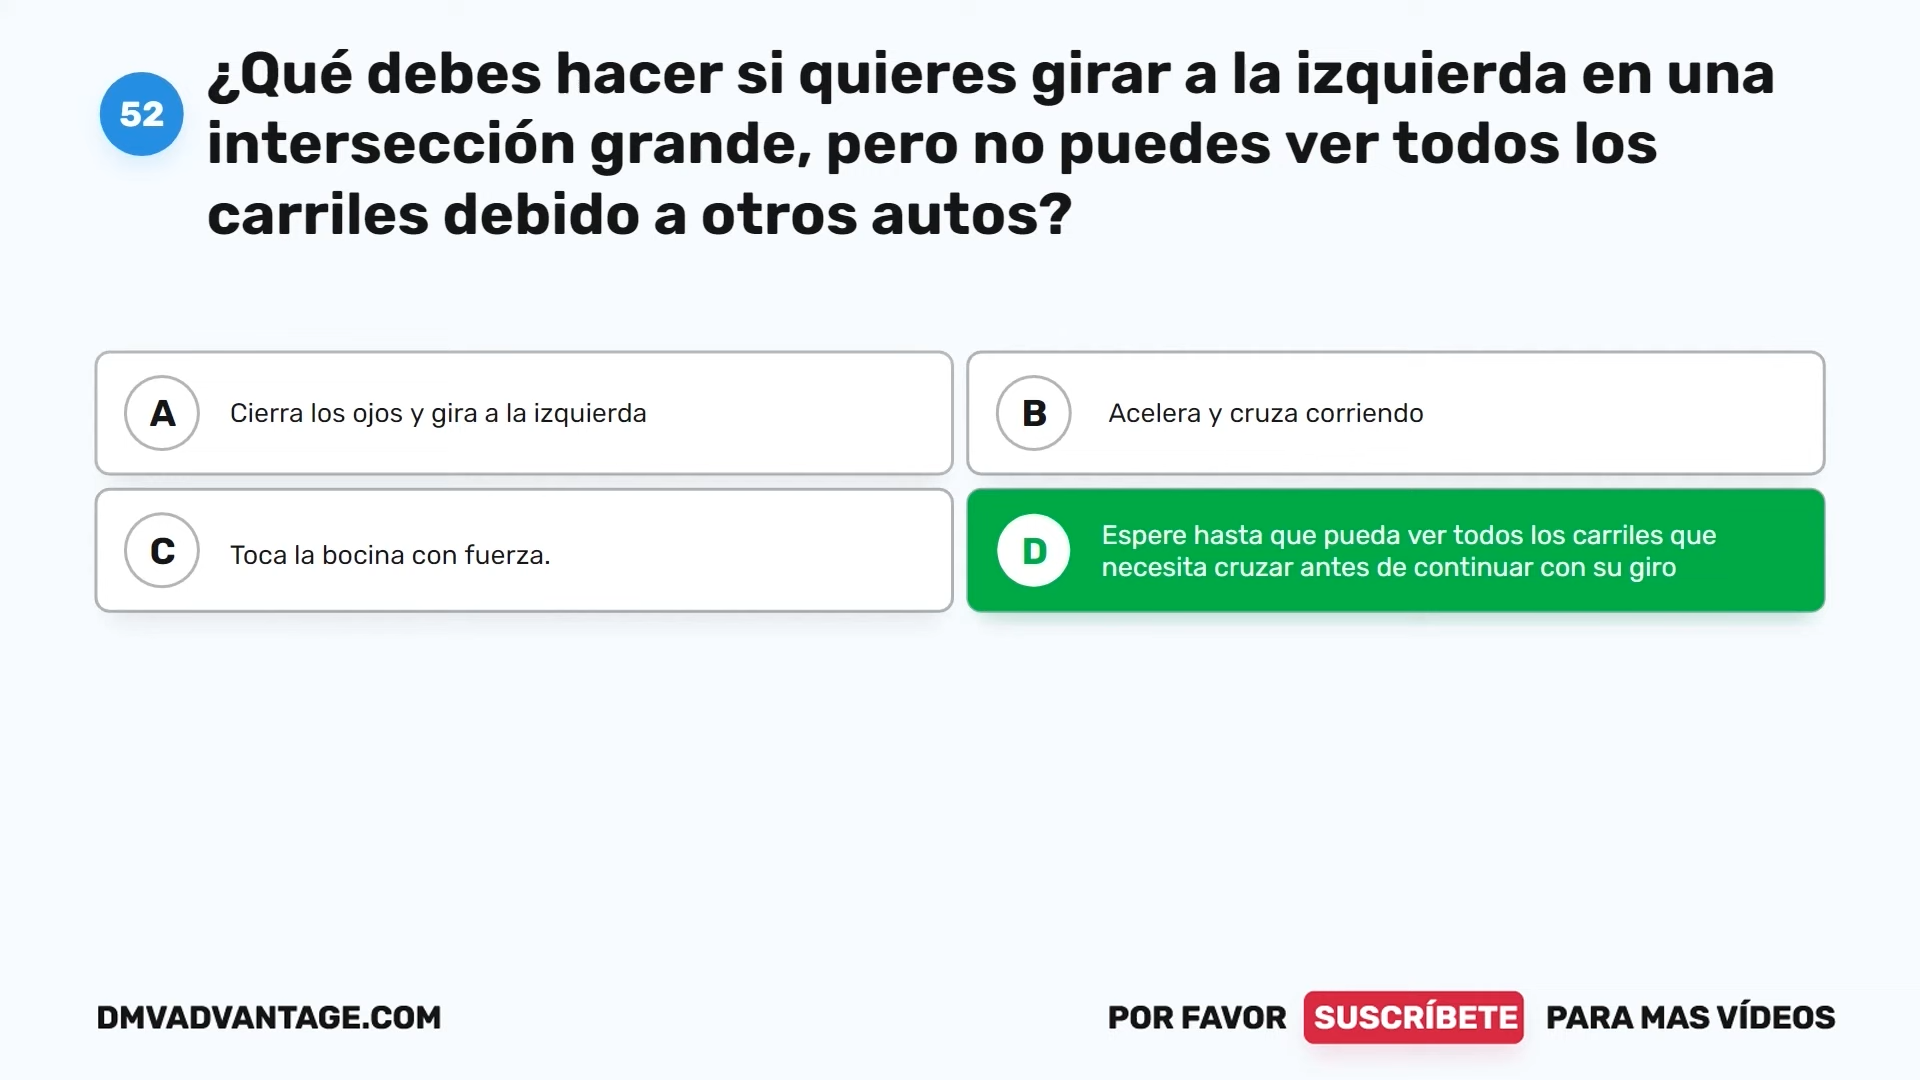 52
¿Qué debes hacer si quieres girar a la izquierda en una
intersección grande, pero no puedes ver todos los
carriles debido a otros autos?
A Cierra los ojos y gira a la izquierda
B Acelera y cruza corriendo
C Toca la bocina con fuerza.
D Espere hasta que pueda ver todos los carriles que
necesita cruzar antes de continuar con su giro
DMVADVANTAGE.COM
POR FAVOR SUSCRÍBETE PARA MAS VÍDEOS